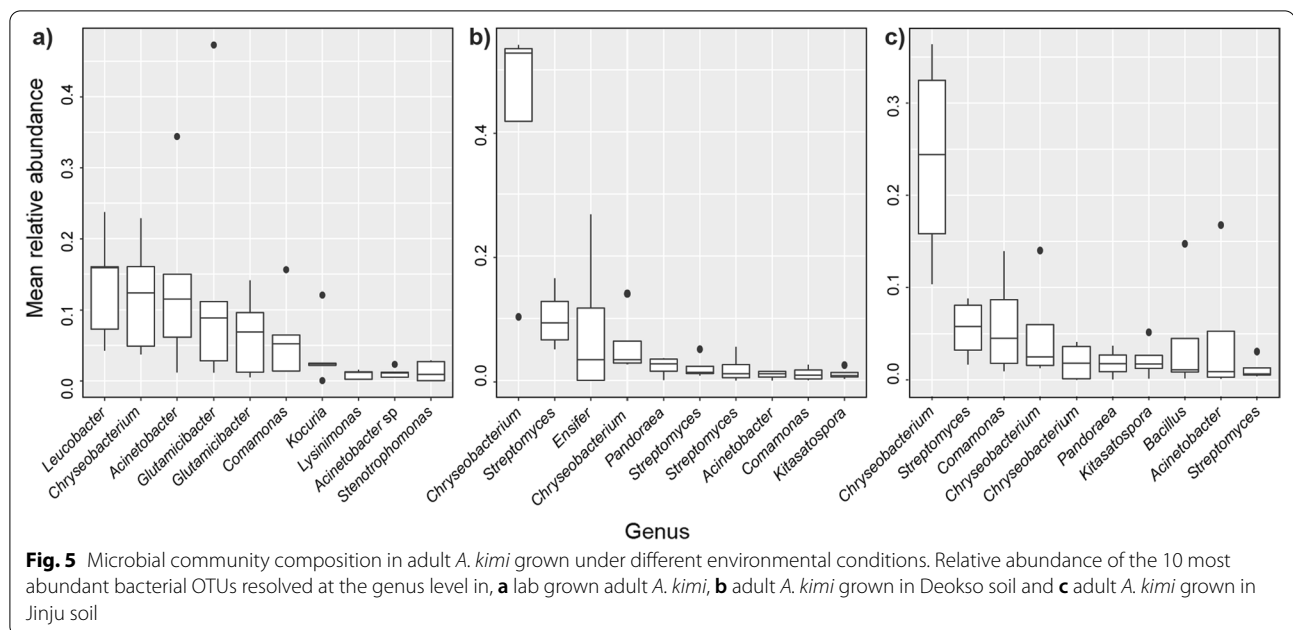 a)
b)
c)
Mean relative abundance
0.4
0.3
0.2
0.1
0.0
0.4
0.2
0.0
0.3
0.2
0.1
0.0
Leucobacter
Chryseobacterium
Acinetobacter
Glutamicibacter
Glutamicibacter
Comamonas
Kocuria
Lysinimonas
Acinetobacter sp
Stenotrophomonas
Chryseobacterium
Streptomyces
Ensifer
Chryseobacterium
Pandoraea
Streptomyces
Streptomyces
Acinetobacter
Comamonas
Kitasatospora
Chryseobacterium
Streptomyces
Comamonas
Chryseobacterium
Chryseobacterium
Pandoraea
Kitasatospora
Bacillus
Acinetobacter
Streptomyces
Genus
Fig. 5 Microbial community composition in adult A. kimi grown under different environmental conditions. Relative abundance of the 10 most
abundant bacterial OTUs resolved at the genus level in, a lab grown adult A. kimi, b adult A. kimi grown in Deokso soil and c adult A. kimi grown in
Jinju soil